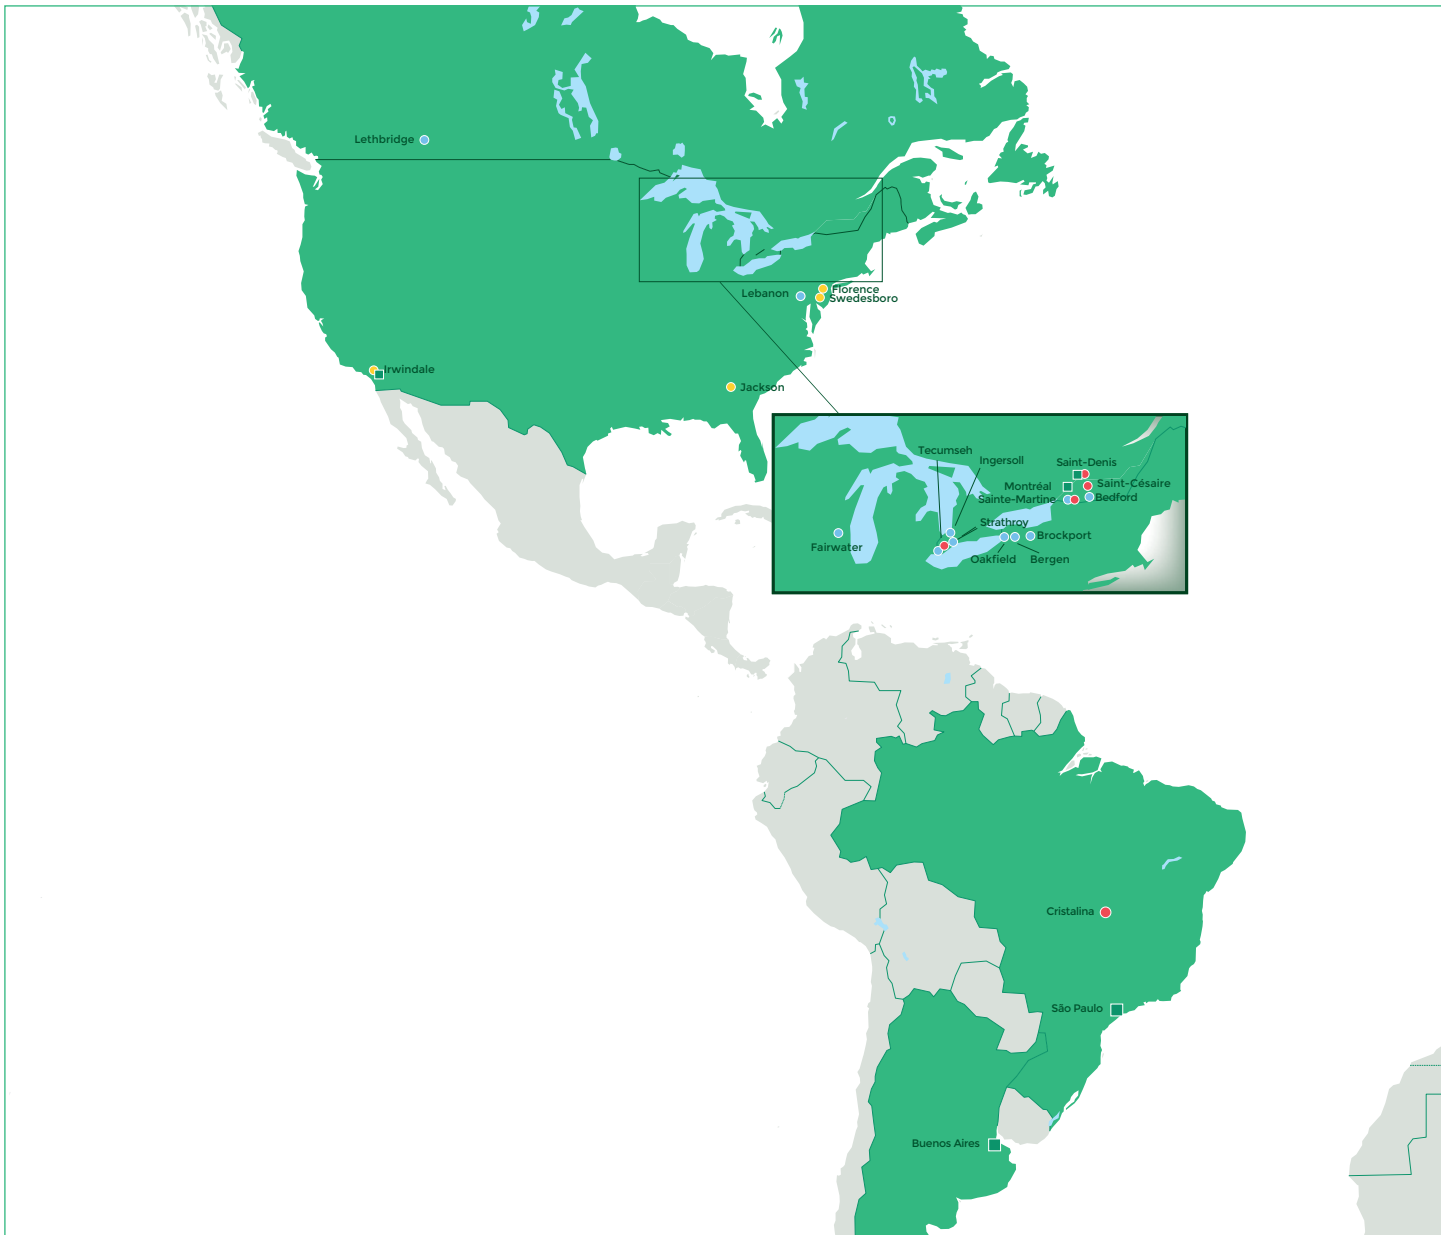 Lethbridge
Lebanon
Florence
Swedesboro
Irwindale
Jackson
Tecumseh
Ingersoll
Saint-Denis
Montréal
Saint-Césaire
Sainte-Martine
Bedford
Strathroy
Fairwater
Brockport
Oakfield
Bergen
Cristalina
São Paulo
Buenos Aires